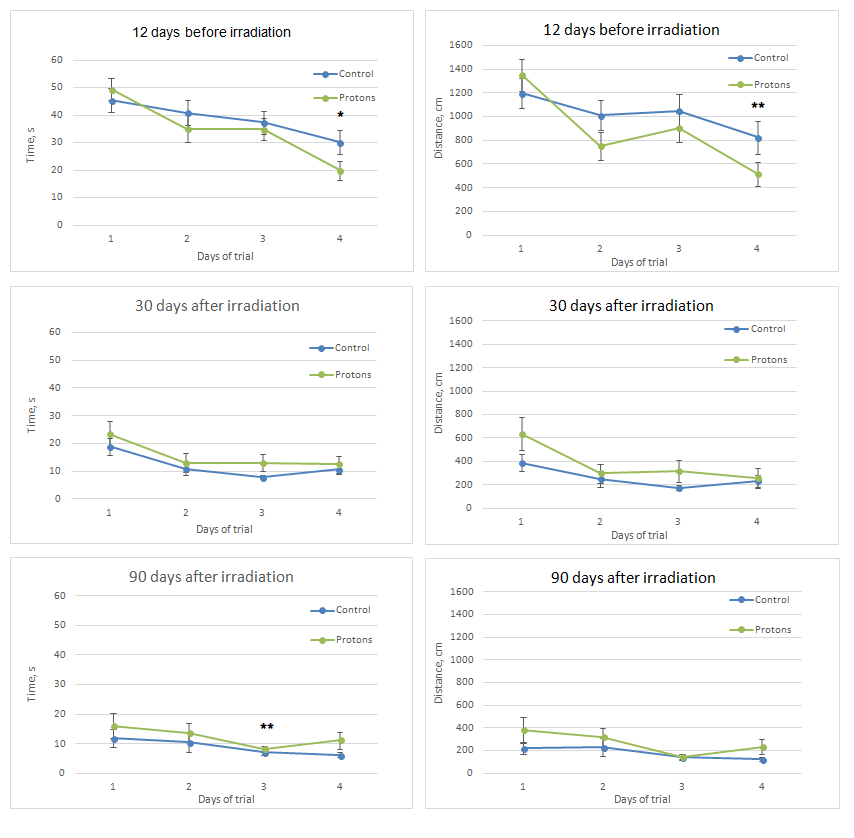 12 days before irradiation
60
50
40
30
20
10
0
Time, s
Control
Protons
*
1 2 3 4
Days of trial
12 days before irradiation
1600
1400
1200
1000
800
600
400
200
0
Distance, cm
Control
Protons
**
1 2 3 4
Days of trial
30 days after irradiation
60
50
40
30
20
10
0
Time, s
Control
Protons
1 2 3 4
Days of trial
30 days after irradiation
1600
1400
1200
1000
800
600
400
200
0
Distance, cm
Control
Protons
1 2 3 4
Days of trial
90 days after irradiation
60
50
40
30
20
10
0
Time, s
Control
Protons
**
1 2 3 4
Days of trial
90 days after irradiation
1600
1400
1200
1000
800
600
400
200
0
Distance, cm
Control
Protons
1 2 3 4
Days of trial